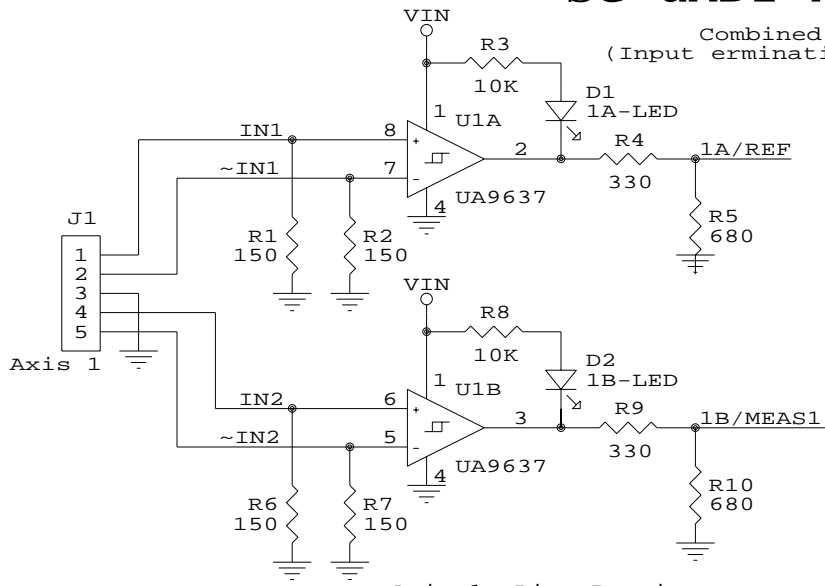 VIN
Combined
(Input erminati
R3
10K
D1
1A-LED
1
U1A
IN1
8
+
2
R4
1A/REF
~IN1
7
-
330
UA9637
4
J1
R5
680
R1
150
R2
150
1
2
3
4
5
Axis 1
VIN
R8
10K
D2
1B-LED
1
U1B
IN2
6
+
3
R9
1B/MEAS1
~IN2
5
-
330
UA9637
4
R10
680
R6
150
R7
150